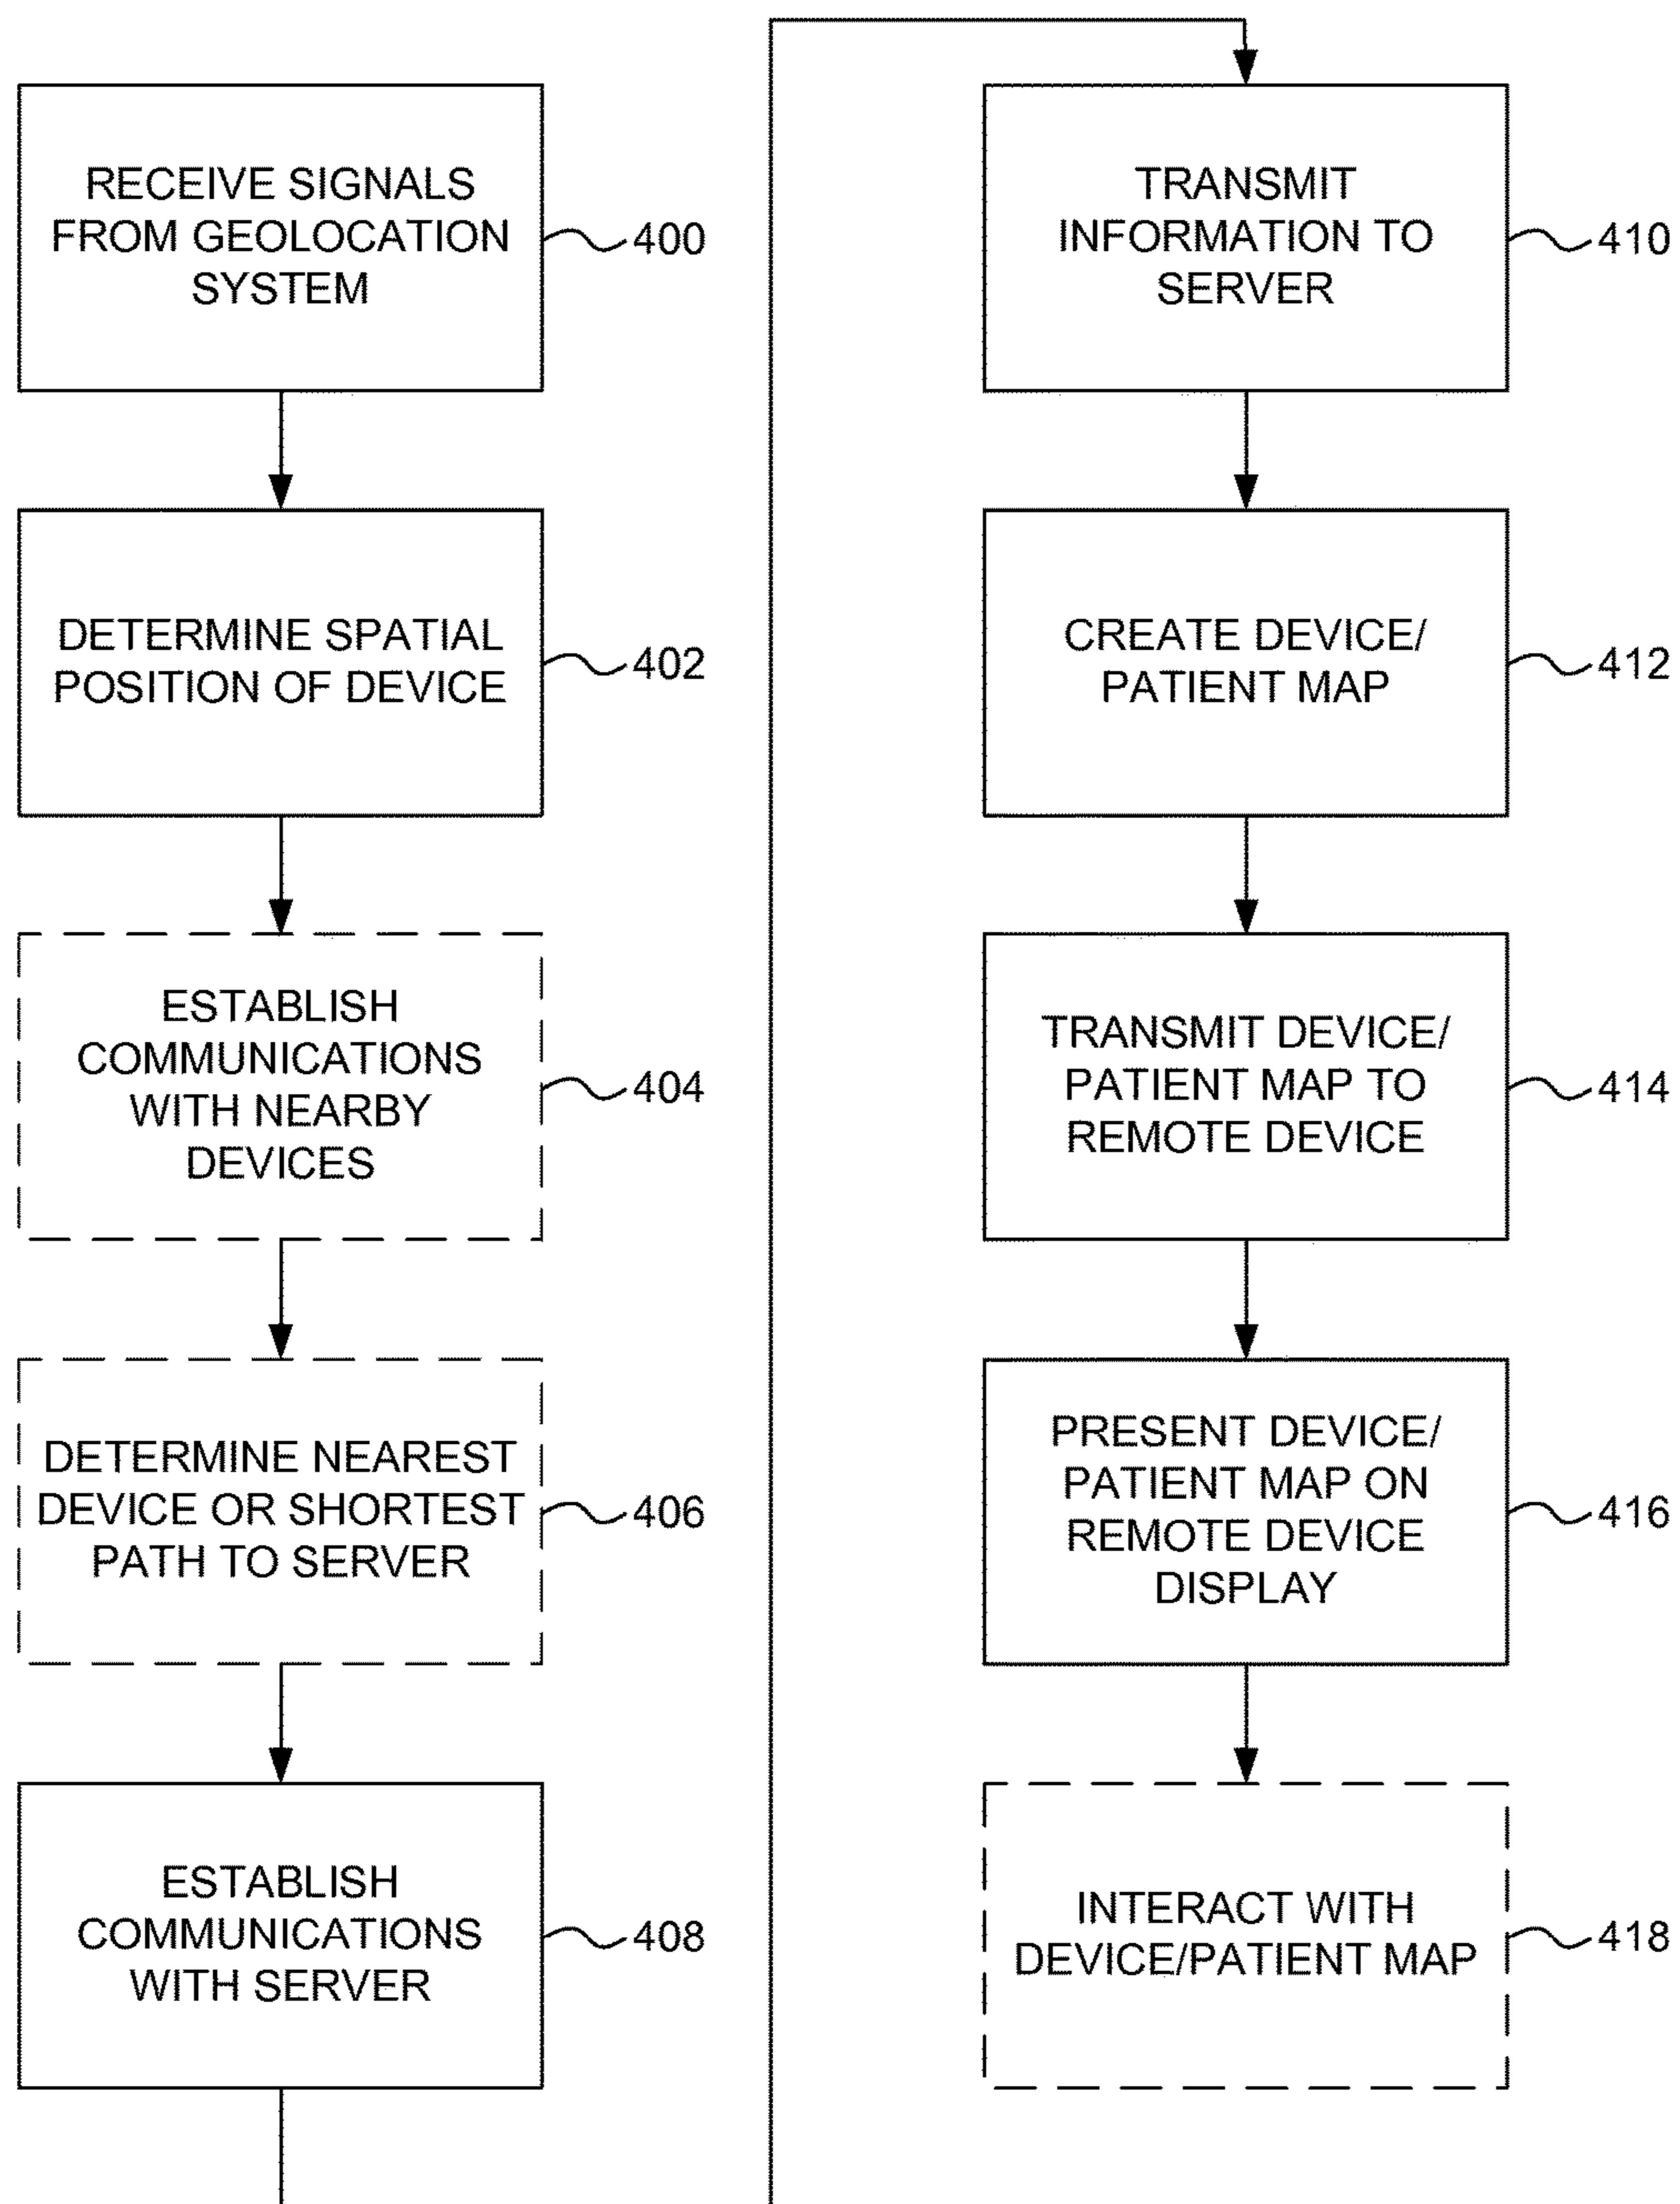 RECEIVE SIGNALS
FROM GEOLOCATION
SYSTEM
400
DETERMINE SPATIAL
POSITION OF DEVICE
402
ESTABLISH
COMMUNICATIONS
WITH NEARBY
DEVICES
404
DETERMINE NEAREST
DEVICE OR SHORTEST
PATH TO SERVER
406
ESTABLISH
COMMUNICATIONS
WITH SERVER
408
TRANSMIT
INFORMATION TO
SERVER
410
CREATE DEVICE/
PATIENT MAP
412
TRANSMIT DEVICE/
PATIENT MAP TO
REMOTE DEVICE
414
PRESENT DEVICE/
PATIENT MAP ON
REMOTE DEVICE
DISPLAY
416
INTERACT WITH
DEVICE/PATIENT MAP
418